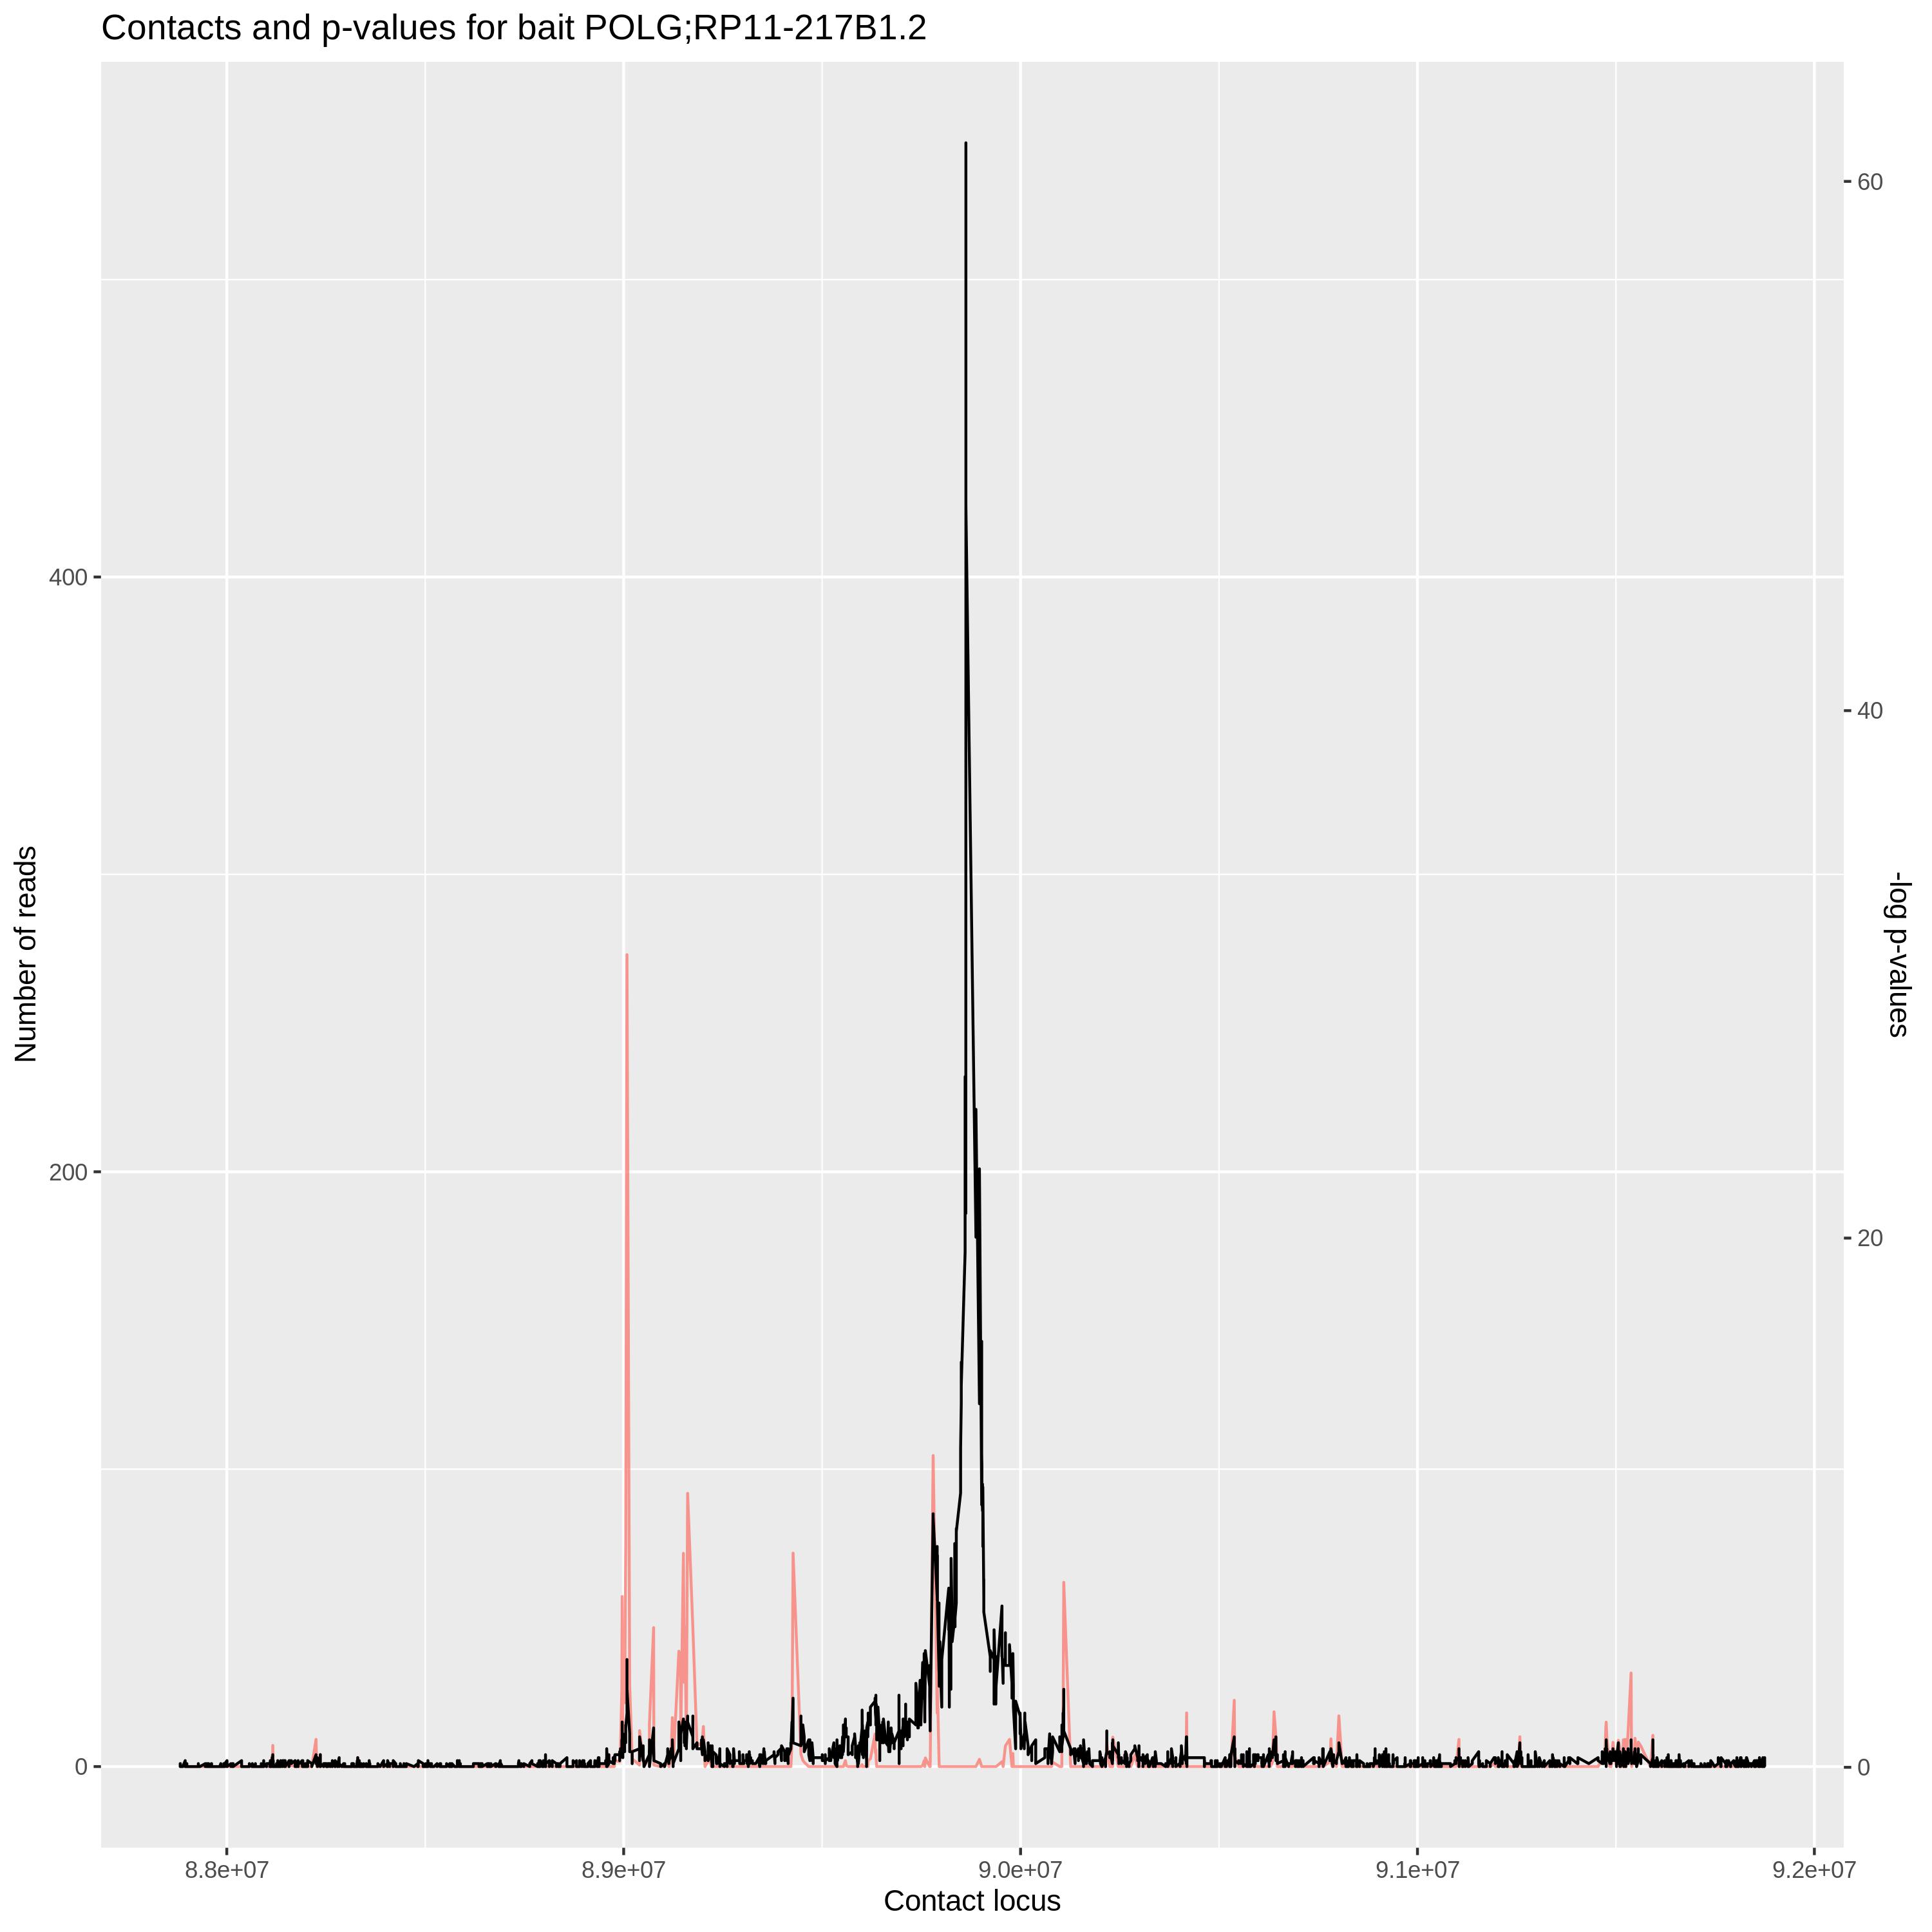 Contacts and p-values for bait POLG;RP11-217B1.2
Number of reads
400
200
0
60
40
20
0
-log p-values
8.8e+07 8.9e+07 9.0e+07 9.1e+07 9.2e+07
Contact locus